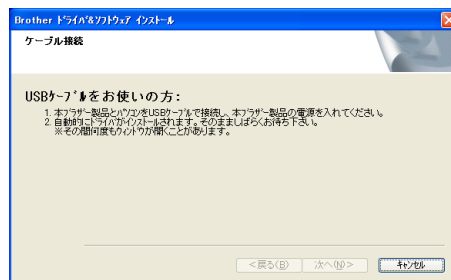 Brother ﾄﾞﾗｲﾊﾞ&ｿﾌﾄｳｪｱ ｲﾝｽﾄｰﾙ
ケーブル接続
USBｹｰﾌﾞﾙをお使いの方:
1. 本ﾌﾞﾗｻﾞｰ製品とﾊﾟｿｺﾝをUSBｹｰﾌﾞﾙで接続し、本ﾌﾞﾗｻﾞｰ製品の電源を入れてください。
2. 自動的にﾄﾞﾗｲﾊﾞがｲﾝｽﾄｰﾙされます。そのまましばらくお待ち下さい。
※その間何度もｳｨﾝﾄﾞｳが開くことがあります。
<戻る(B) 次へ(N)> ｷｬﾝｾﾙ